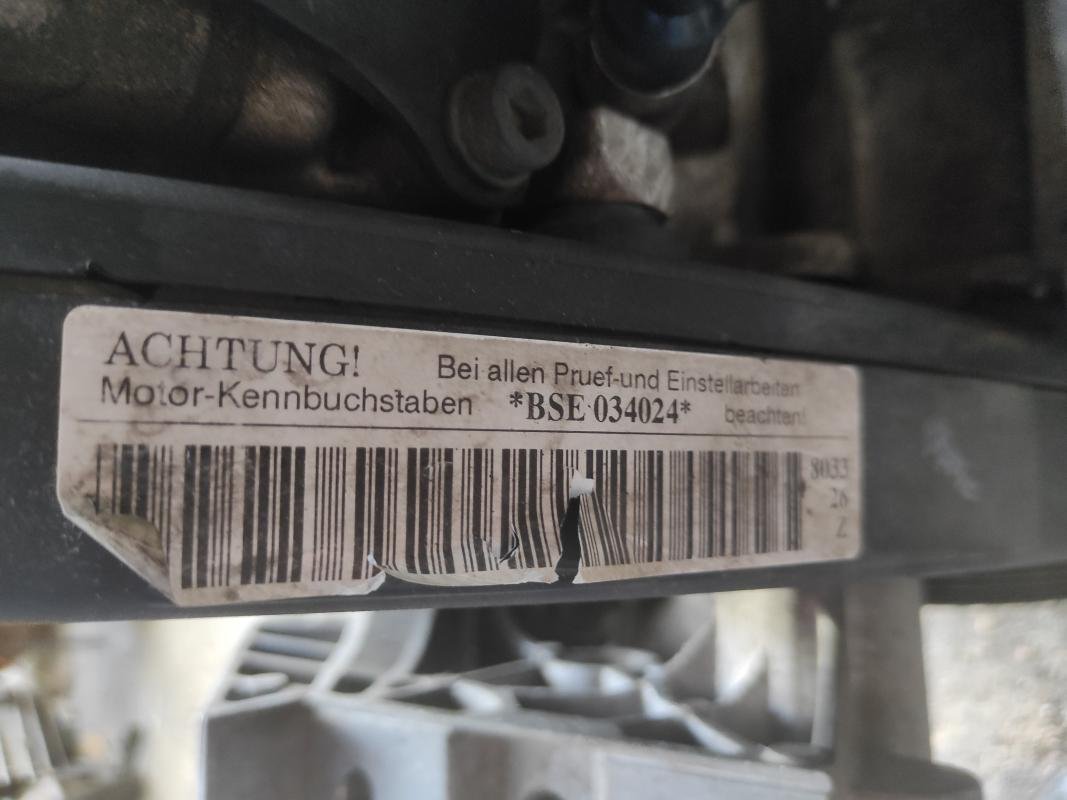 ACHTUNG! Bei allen Pruef-und Einstellarbeiten
Motor-Kennbuchstaben *BSE 034024* beachten!
8033
26
Z